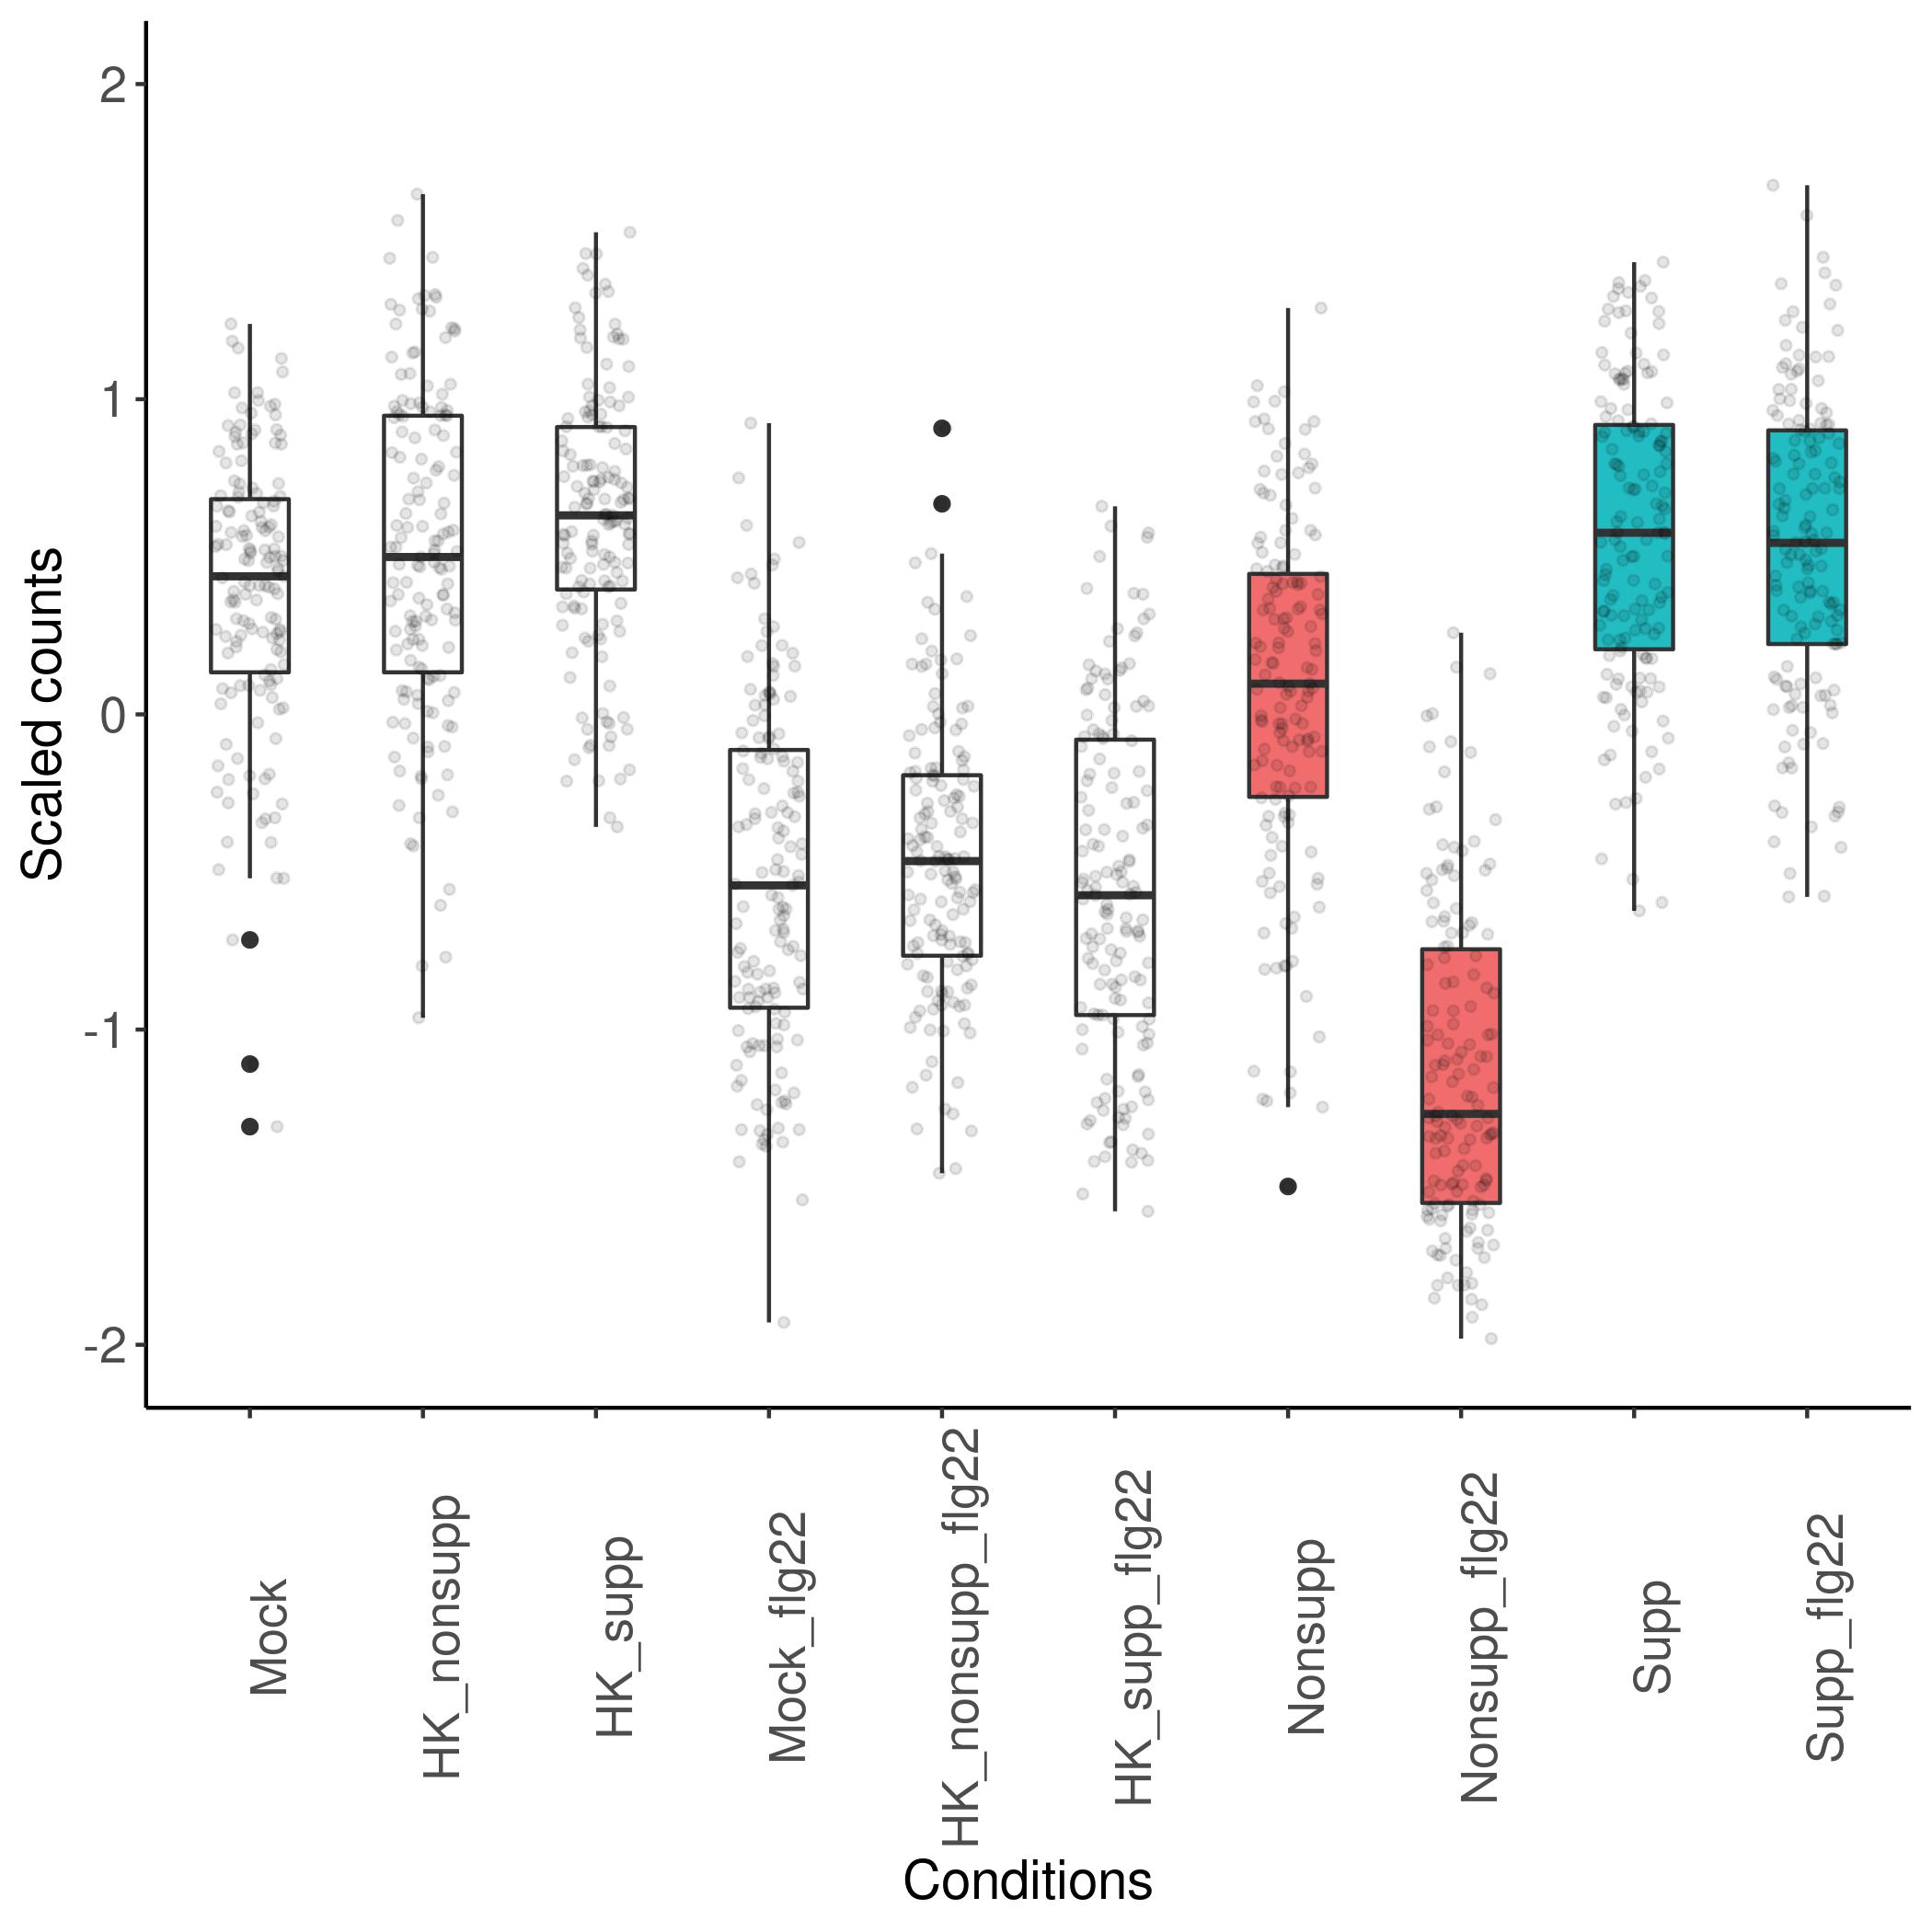 Scaled counts
2
1
0
-1
-2
Mock
HK_nonsupp
HK_supp
Mock_flg22
HK_nonsupp_flg22
HK_supp_flg22
Nonsupp
Nonsupp_flg22
Supp
Supp_flg22
Conditions